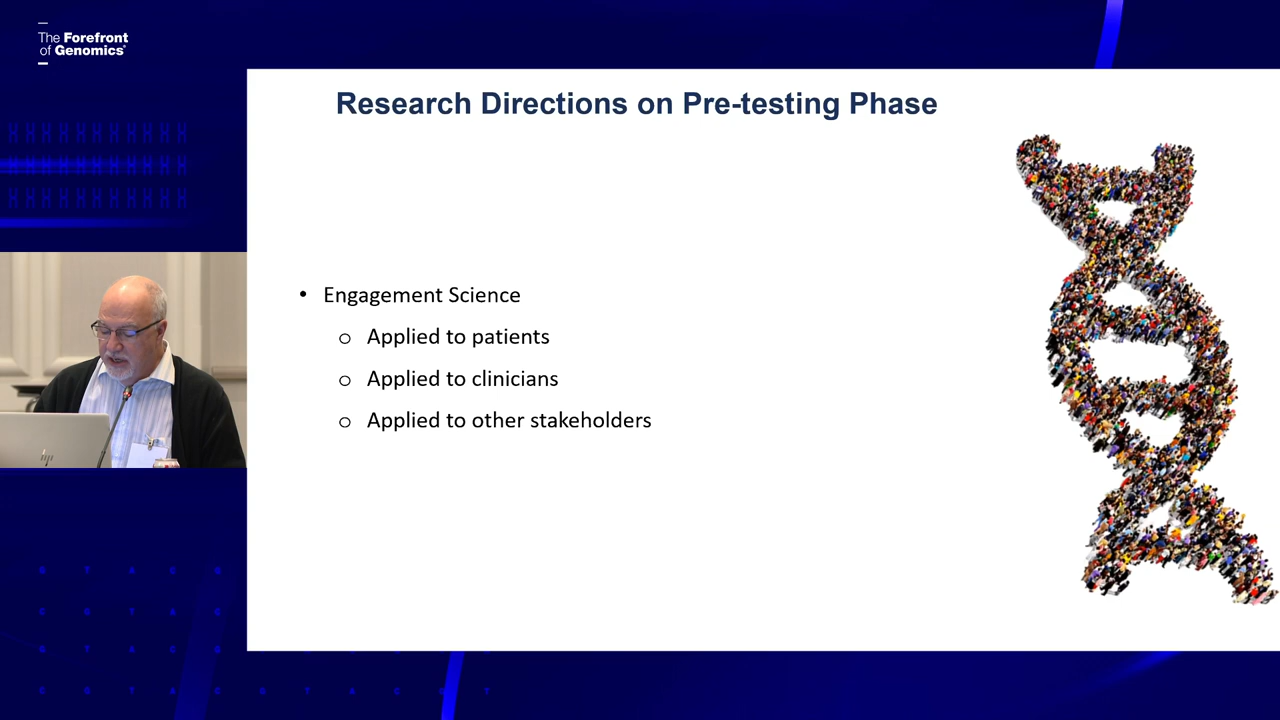 The Forefront
of Genomics®
Research Directions on Pre-testing Phase
• Engagement Science
o Applied to patients
o Applied to clinicians
o Applied to other stakeholders
hp